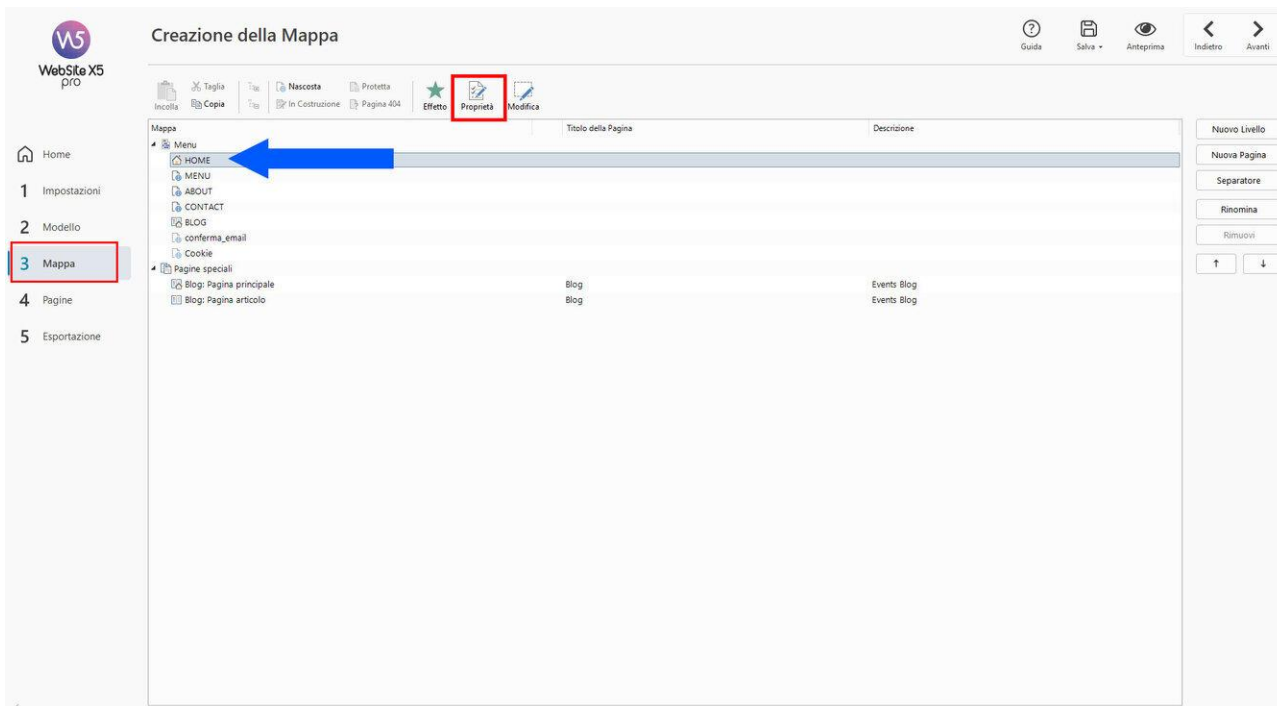 W5
WebSite X5
pro
Creazione della Mappa
Guida
Salva
Anteprima
Indietro
Avanti
Incolla
Taglia
Copia
Nascosta
In Costruzione
Protetta
Pagina 404
Effetto
Proprietà
Modifica
Home
1 Impostazioni
2 Modello
3 Mappa
4 Pagine
5 Esportazione
Mappa Titolo della Pagina Descrizione
Menu
HOME
MENU
ABOUT
CONTACT
BLOG
conferma_email
Cookie
Pagine speciali
Blog: Pagina principale Blog Events Blog
Blog: Pagina articolo Blog Events Blog
Nuovo Livello
Nuova Pagina
Separatore
Rinomina
Rimuovi